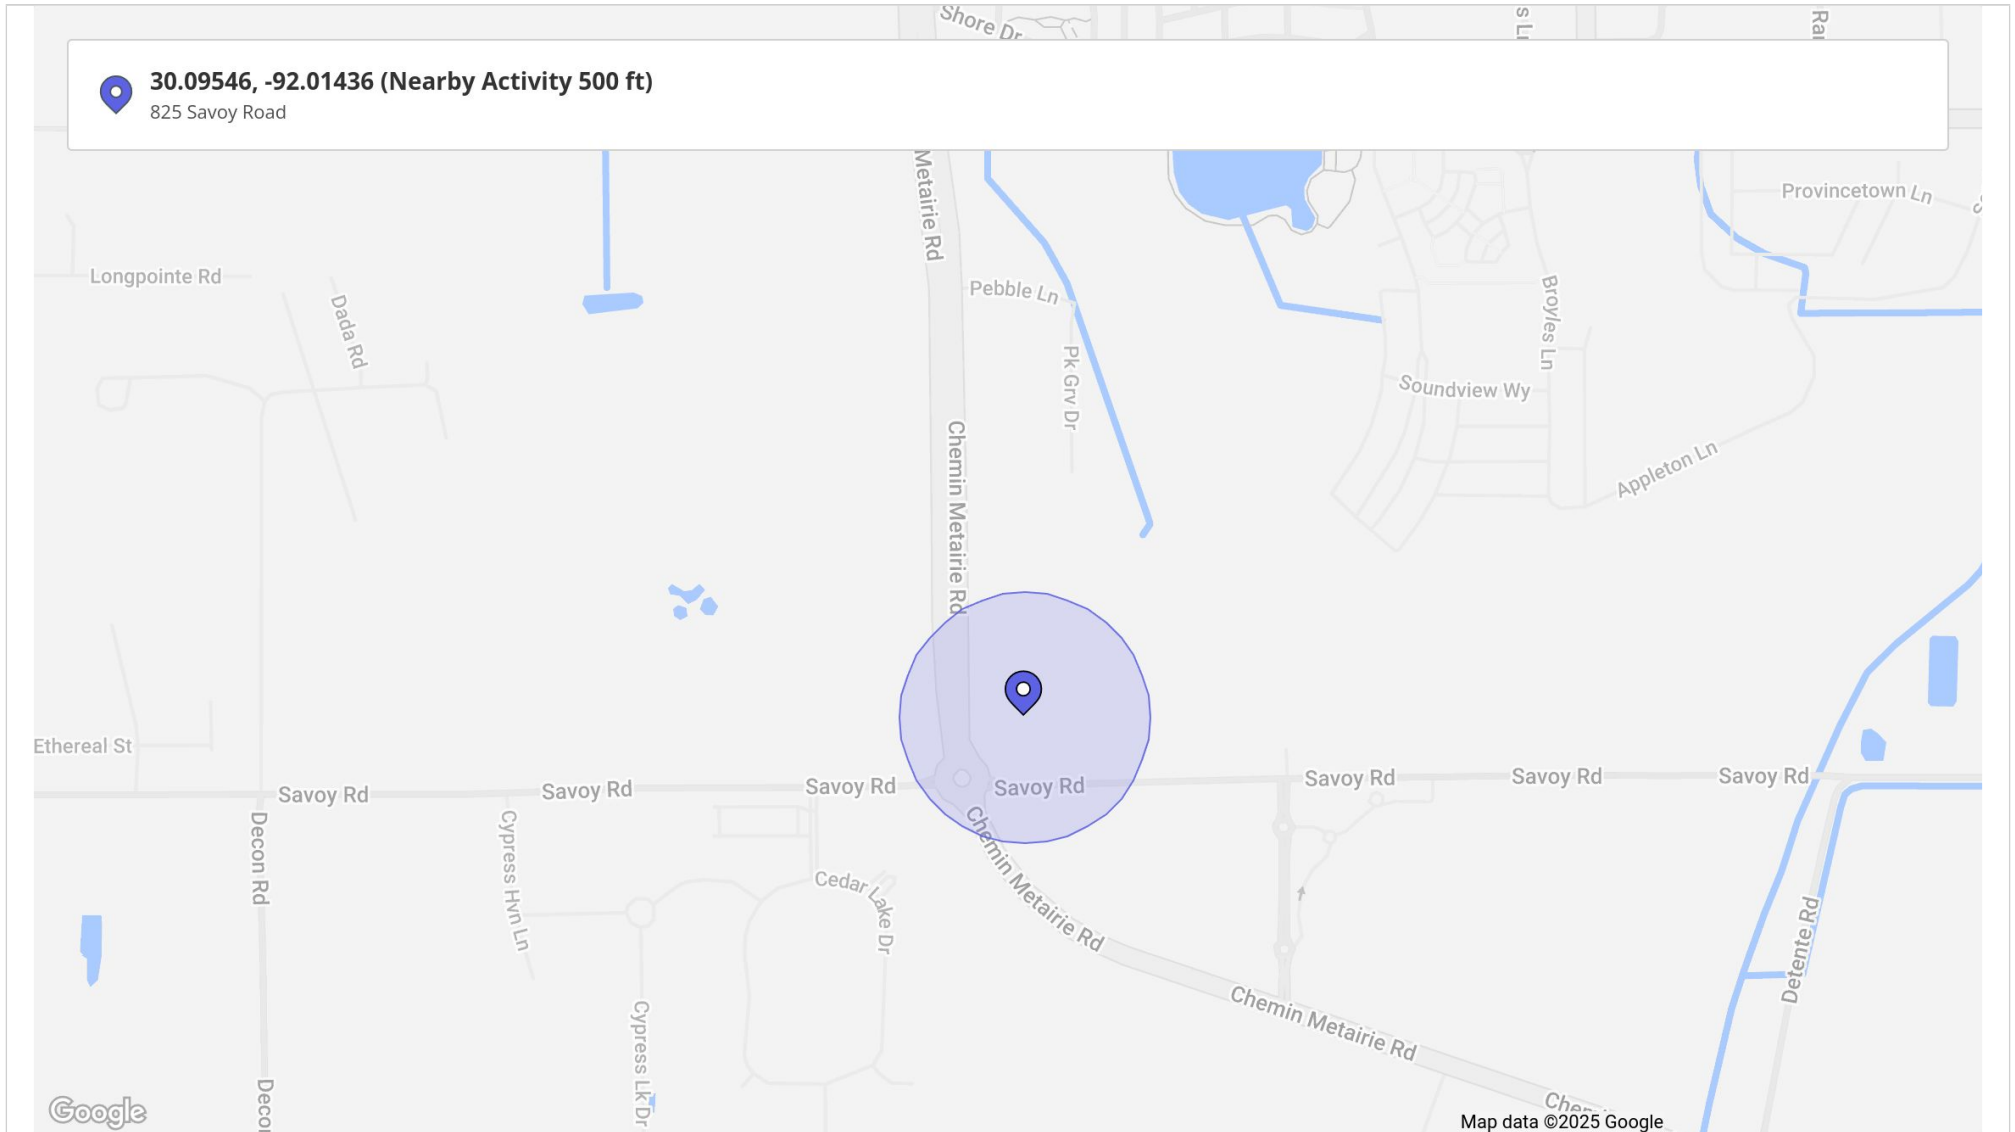 Shore Dr
30.09546, -92.01436 (Nearby Activity 500 ft)
825 Savoy Road
Metairie Rd
Provincetown Ln
Longpointe Rd
Dada Rd
Pebble Ln
Pk Grv Dr
Broyles Ln
Soundview Wy
Appleton Ln
Chemin Metairie Rd
Ethereal St
Savoy Rd
Savoy Rd
Savoy Rd
Savoy Rd
Savoy Rd
Savoy Rd
Savoy Rd
Decon Rd
Cypress Hvn Ln
Cedar Lake Dr
Chemin Metairie Rd
Detente Rd
Chemin Metairie Rd
Cypress Lk Dr
Google
Map data ©2025 Google